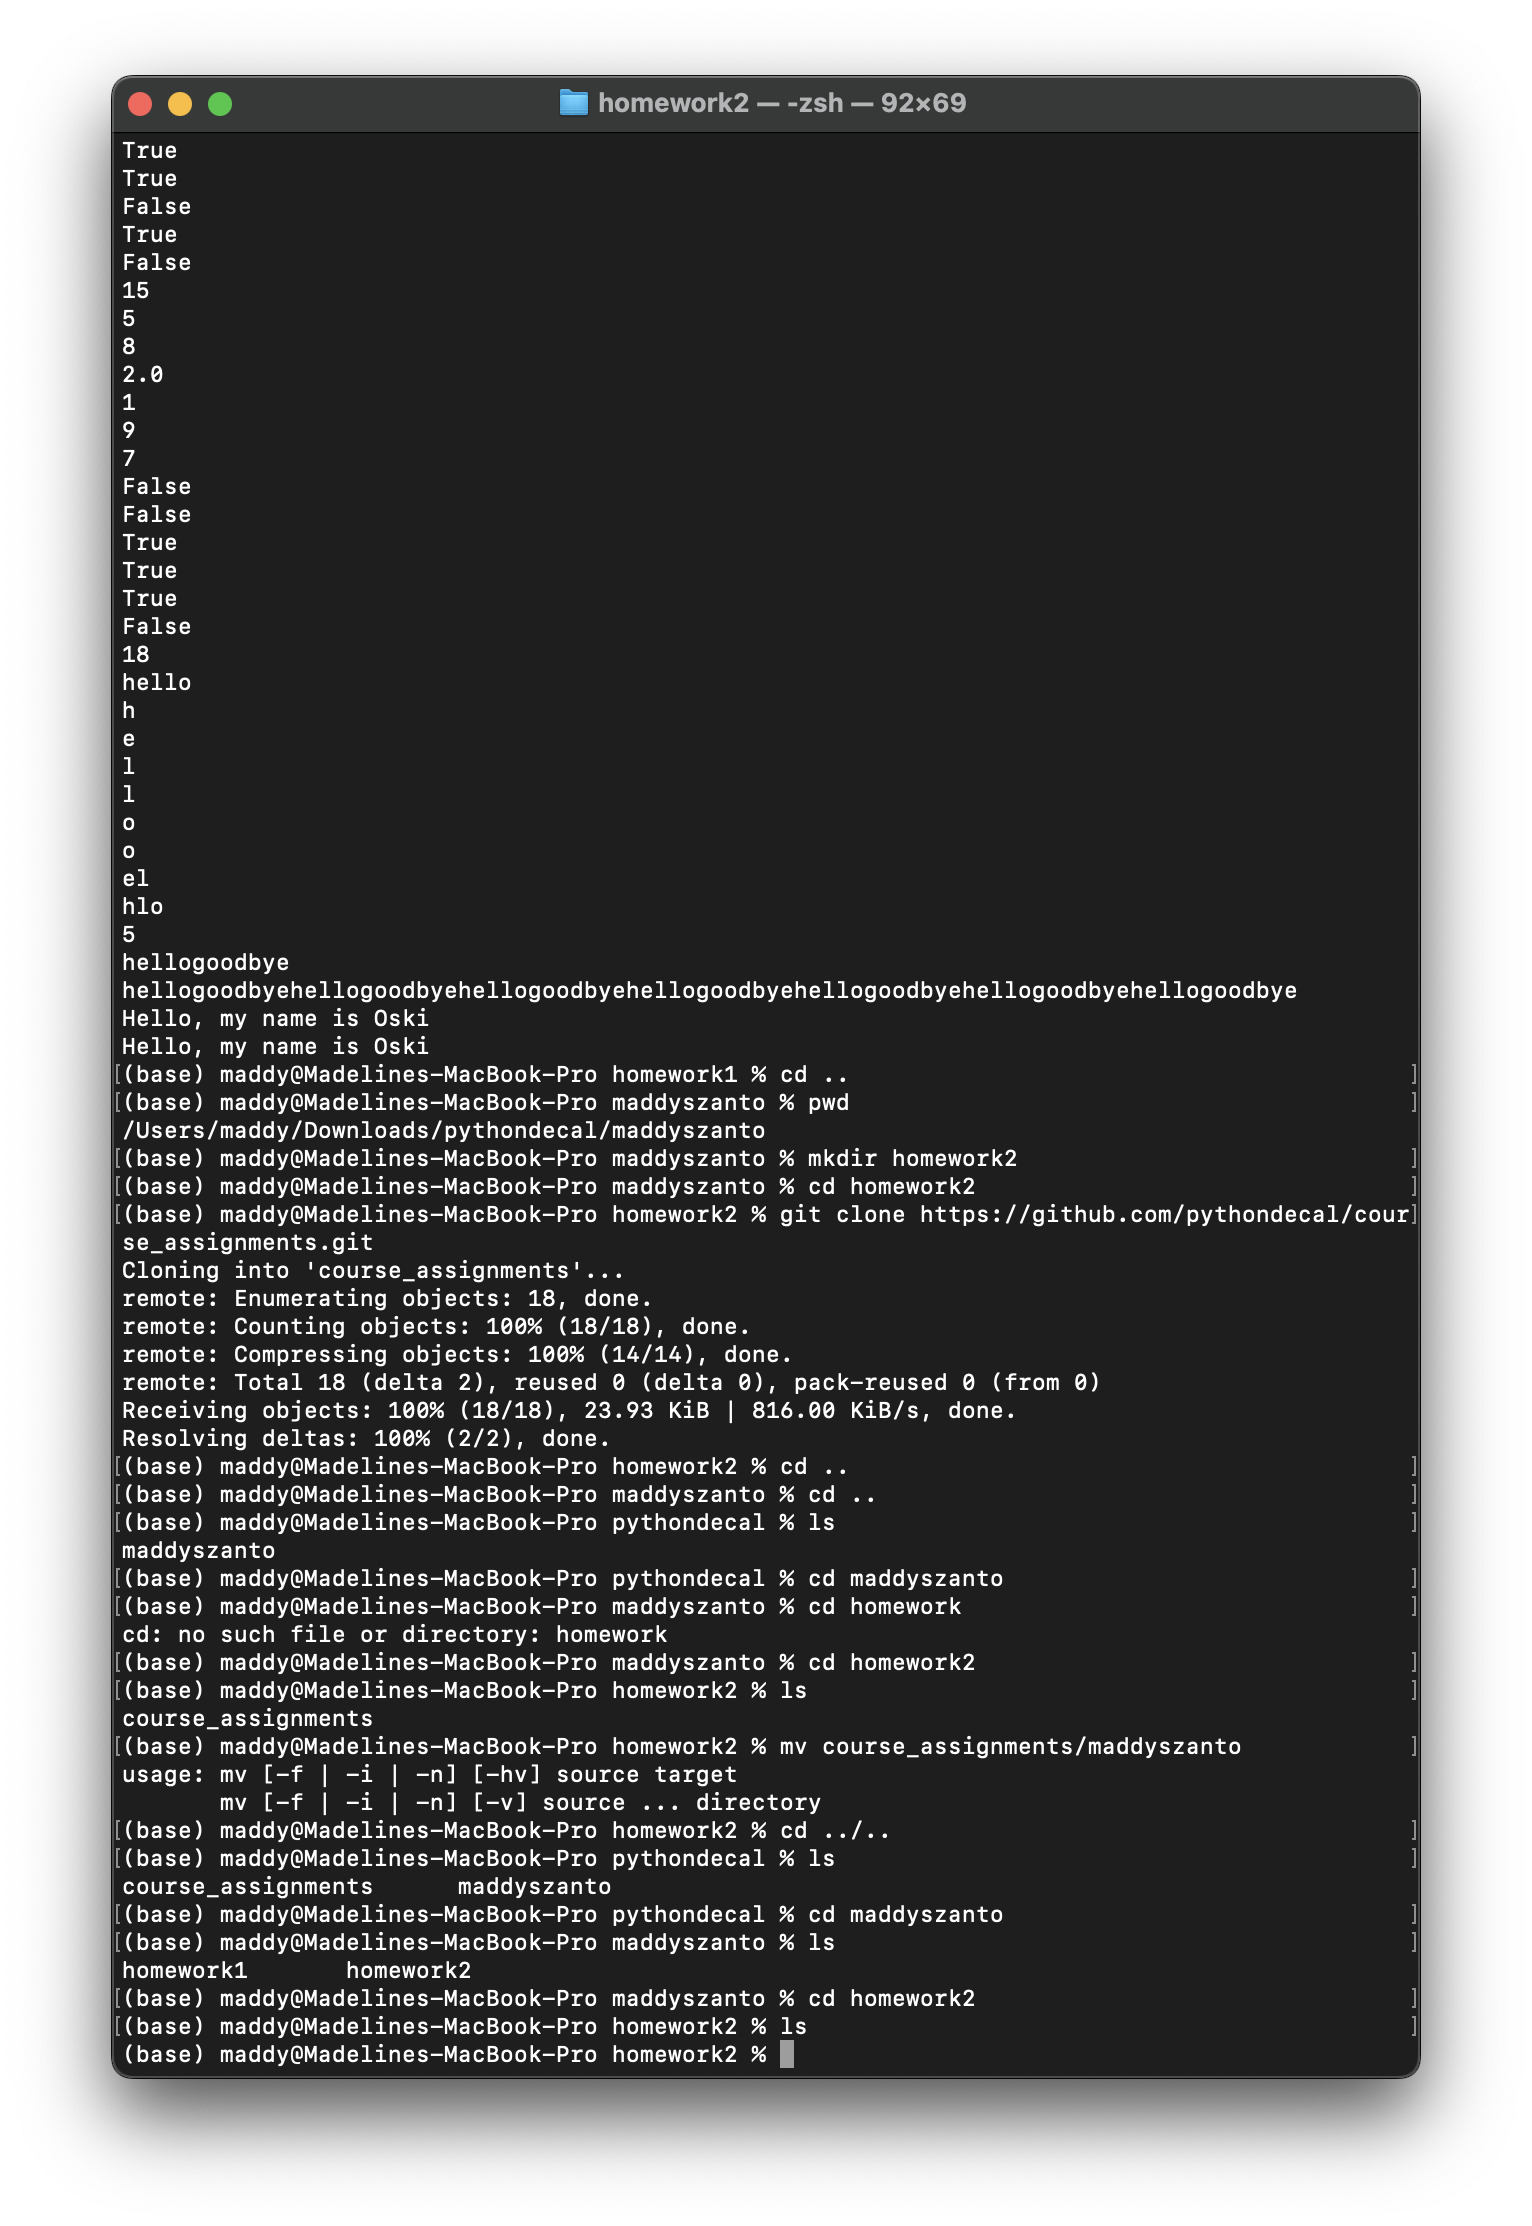 homework2 — -zsh — 92×69
True
True
False
True
False
15
5
8
2.0
1
9
7
False
False
True
True
True
False
18
hello
h
e
l
l
o
o
el
hlo
5
hellogoodbye
hellogoodbyehellogoodbyehellogoodbyehellogoodbyehellogoodbyehellogoodbyehellogoodbye
Hello, my name is Oski
Hello, my name is Oski
[(base) maddy@Madelines-MacBook-Pro homework1 % cd .. ]
[(base) maddy@Madelines-MacBook-Pro maddyszanto % pwd ]
/Users/maddy/Downloads/pythondecal/maddyszanto
[(base) maddy@Madelines-MacBook-Pro maddyszanto % mkdir homework2 ]
[(base) maddy@Madelines-MacBook-Pro maddyszanto % cd homework2 ]
[(base) maddy@Madelines-MacBook-Pro homework2 % git clone https://github.com/pythondecal/cour]
se_assignments.git
Cloning into 'course_assignments'...
remote: Enumerating objects: 18, done.
remote: Counting objects: 100% (18/18), done.
remote: Compressing objects: 100% (14/14), done.
remote: Total 18 (delta 2), reused 0 (delta 0), pack-reused 0 (from 0)
Receiving objects: 100% (18/18), 23.93 KiB | 816.00 KiB/s, done.
Resolving deltas: 100% (2/2), done.
[(base) maddy@Madelines-MacBook-Pro homework2 % cd .. ]
[(base) maddy@Madelines-MacBook-Pro maddyszanto % cd .. ]
[(base) maddy@Madelines-MacBook-Pro pythondecal % ls ]
maddyszanto
[(base) maddy@Madelines-MacBook-Pro pythondecal % cd maddyszanto ]
[(base) maddy@Madelines-MacBook-Pro maddyszanto % cd homework ]
cd: no such file or directory: homework
[(base) maddy@Madelines-MacBook-Pro maddyszanto % cd homework2 ]
[(base) maddy@Madelines-MacBook-Pro homework2 % ls ]
course_assignments
[(base) maddy@Madelines-MacBook-Pro homework2 % mv course_assignments/maddyszanto ]
usage: mv [-f | -i | -n] [-hv] source target
       mv [-f | -i | -n] [-v] source ... directory
[(base) maddy@Madelines-MacBook-Pro homework2 % cd ../.. ]
[(base) maddy@Madelines-MacBook-Pro pythondecal % ls ]
course_assignments      maddyszanto
[(base) maddy@Madelines-MacBook-Pro pythondecal % cd maddyszanto ]
[(base) maddy@Madelines-MacBook-Pro maddyszanto % ls ]
homework1       homework2
[(base) maddy@Madelines-MacBook-Pro maddyszanto % cd homework2 ]
[(base) maddy@Madelines-MacBook-Pro homework2 % ls ]
(base) maddy@Madelines-MacBook-Pro homework2 %